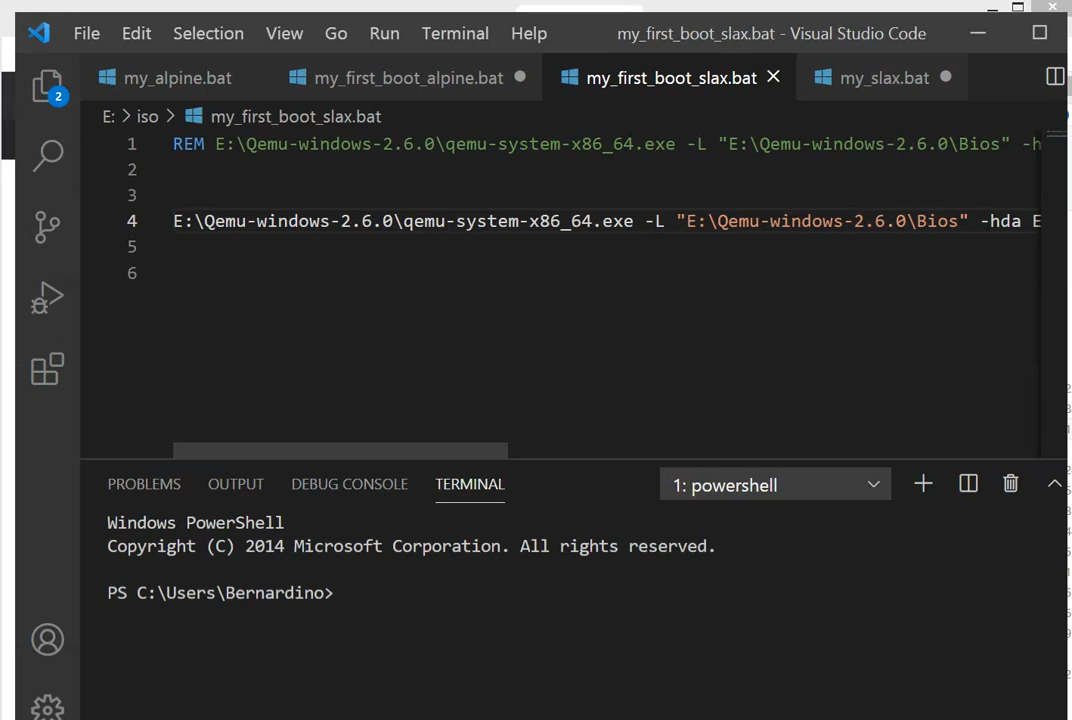 File Edit Selection View Go Run Terminal Help my_first_boot_slax.bat - Visual Studio Code
my_alpine.bat my_first_boot_alpine.bat my_first_boot_slax.bat my_slax.bat
2
E: > iso > my_first_boot_slax.bat
1 REM E:\Qemu-windows-2.6.0\qemu-system-x86_64.exe -L "E:\Qemu-windows-2.6.0\Bios" -h
2
3
4 E:\Qemu-windows-2.6.0\qemu-system-x86_64.exe -L "E:\Qemu-windows-2.6.0\Bios" -hda E
5
6
PROBLEMS OUTPUT DEBUG CONSOLE TERMINAL 1: powershell
Windows PowerShell
Copyright (C) 2014 Microsoft Corporation. All rights reserved.
PS C:\Users\Bernardino>